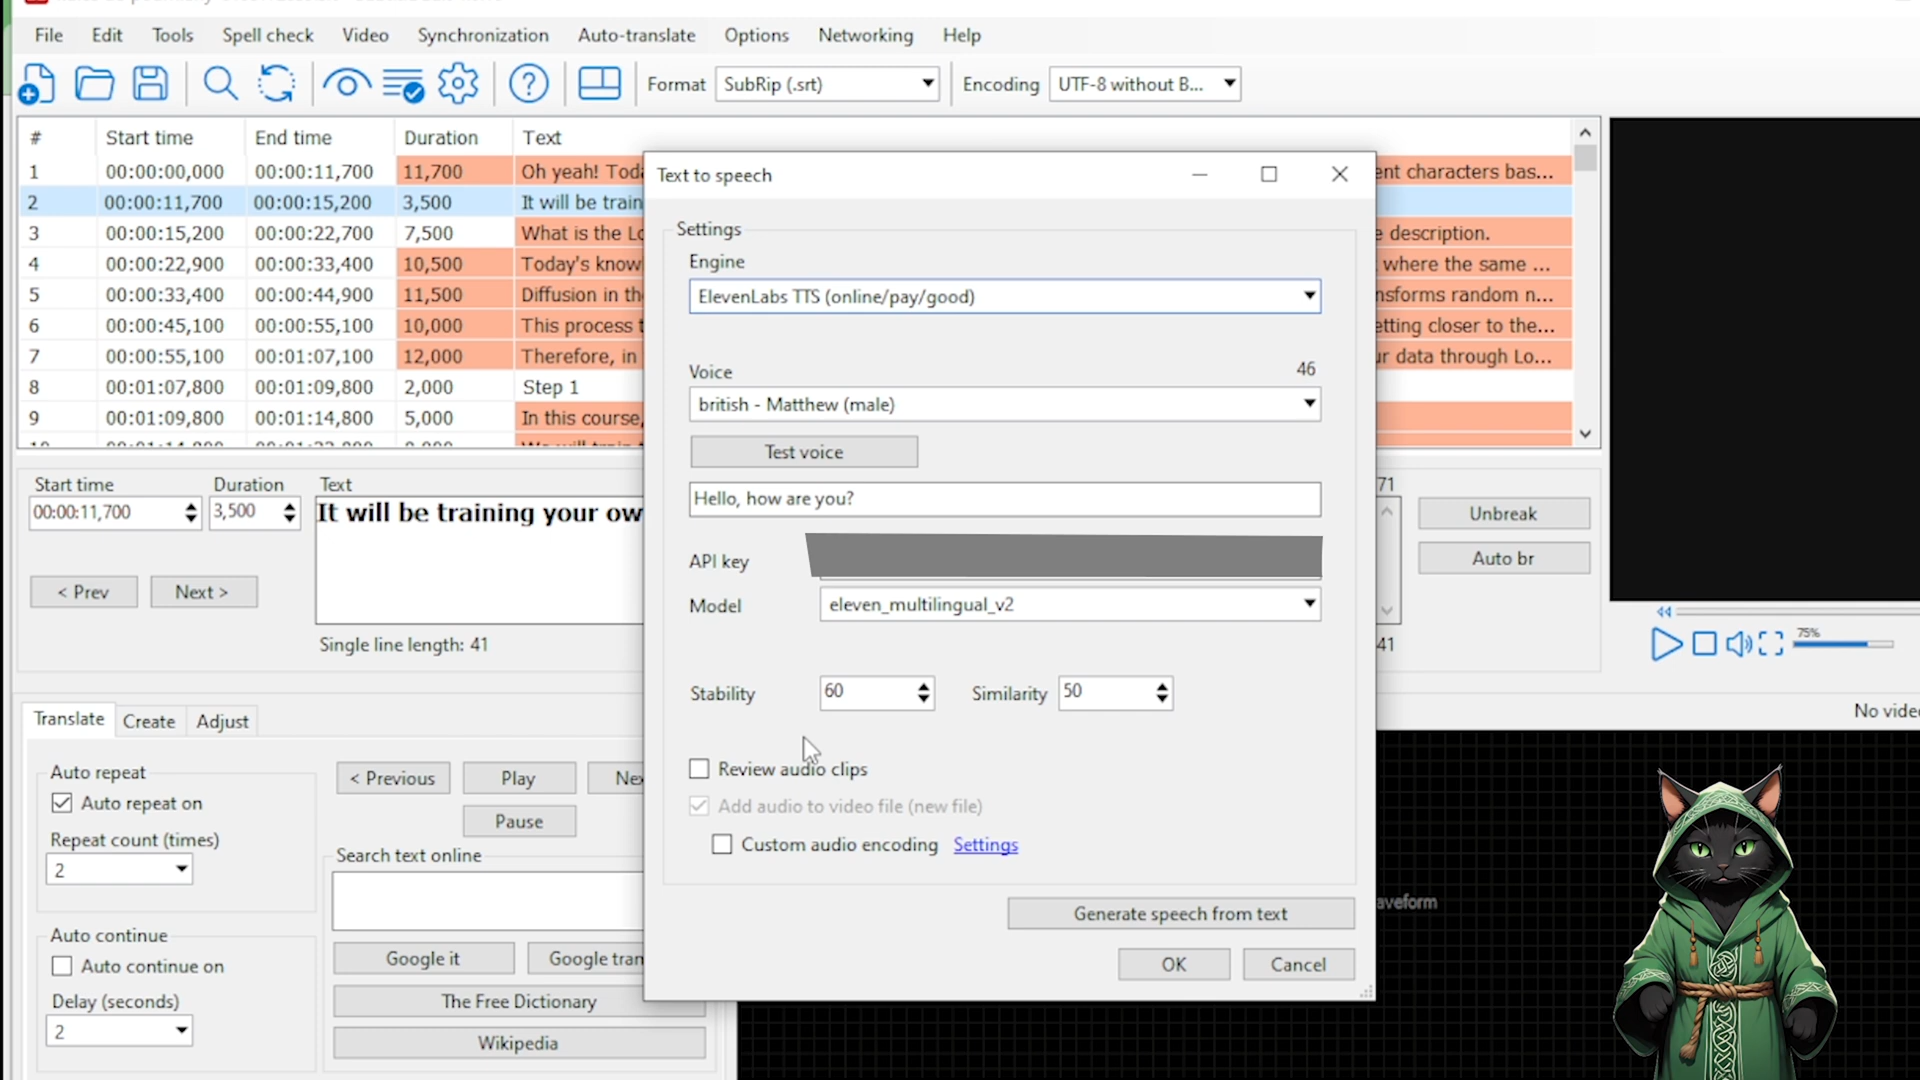 File Edit Tools Spell check Video Synchronization Auto-translate Options Networking Help
Format SubRip (.srt) Encoding UTF-8 without B...
# Start time End time Duration Text
1 00:00:00,000 00:00:11,700 11,700 Oh yeah! ent characters bas...
2 00:00:11,700 00:00:15,200 3,500 It will be train
3 00:00:15,200 00:00:22,700 7,500 What is the description.
4 00:00:22,900 00:00:33,400 10,500 Today's know where the same ...
5 00:00:33,400 00:00:44,900 11,500 Diffusion in nsforms random n...
6 00:00:45,100 00:00:55,100 10,000 This process etting closer to the...
7 00:00:55,100 00:01:07,100 12,000 Therefore, in ur data through Lo...
8 00:01:07,800 00:01:09,800 2,000 Step 1
9 00:01:09,800 00:01:14,800 5,000 In this course,
Text to speech
Settings
Engine
ElevenLabs TTS (online/pay/good)
Voice 46
british - Matthew (male)
Test voice
Hello, how are you?
API key
Model eleven_multilingual_v2
Stability 60 Similarity 50
Review audio clips
Add audio to video file (new file)
Custom audio encoding Settings
Generate speech from text
OK Cancel
Start time Duration Text
00:00:11,700 3,500 It will be training your ow
< Prev Next >
Single line length: 41
71
Unbreak
Auto br
41
75%
No video
Translate Create Adjust
Auto repeat
Auto repeat on
Repeat count (times)
2
Auto continue
Auto continue on
Delay (seconds)
2
< Previous Play Nex
Pause
Search text online
Google it Google tran
The Free Dictionary
Wikipedia
aveform